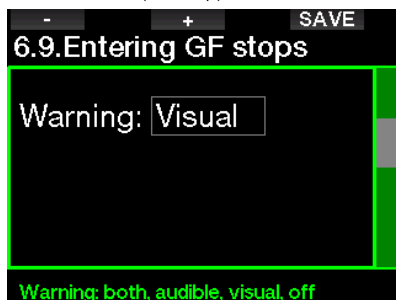 - + SAVE
6.9.Entering GF stops
Warning: Visual
Warning: both, audible, visual, off